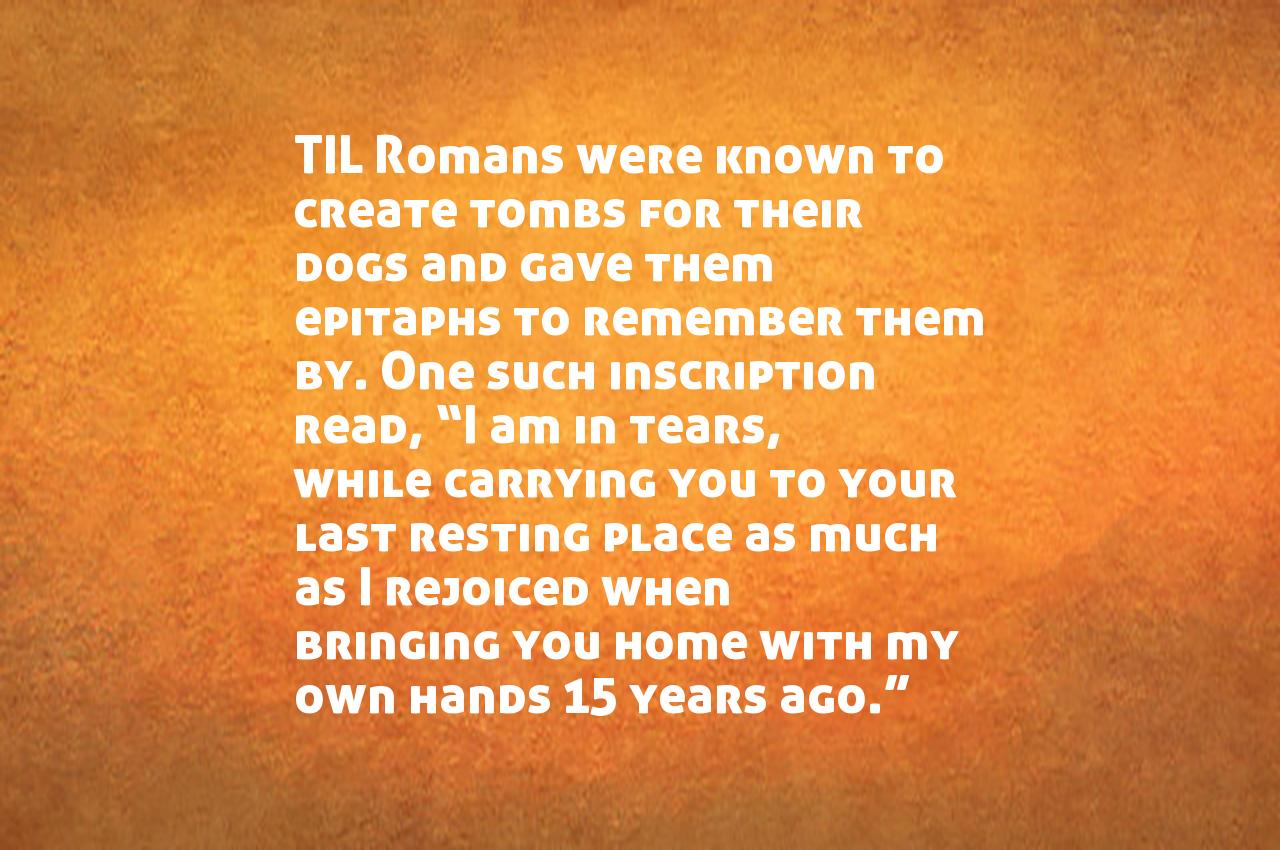 TIL Romans were known to
create tombs for their
dogs and gave them
epitaphs to remember them
by. One such inscription
read, “I am in tears,
while carrying you to your
last resting place as much
as I rejoiced when
bringing you home with my
own hands 15 years ago.”